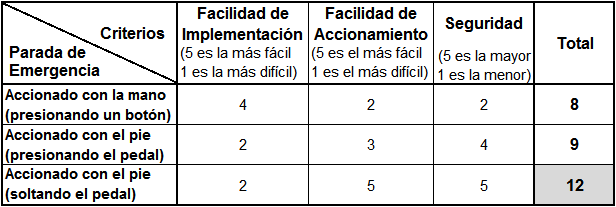 Criterios
Parada de
Emergencia
Facilidad de
Implementación
(5 es la más fácil
1 es la más difícil)
Facilidad de
Accionamiento
(5 es el más fácil
1 es el más difícil)
Seguridad
(5 es la mayor
1 es la menor)
Total
Accionado con la mano
(presionando un botón)
4
2
2
8
Accionado con el pie
(presionando el pedal)
2
3
4
9
Accionado con el pie
(soltando el pedal)
2
5
5
12